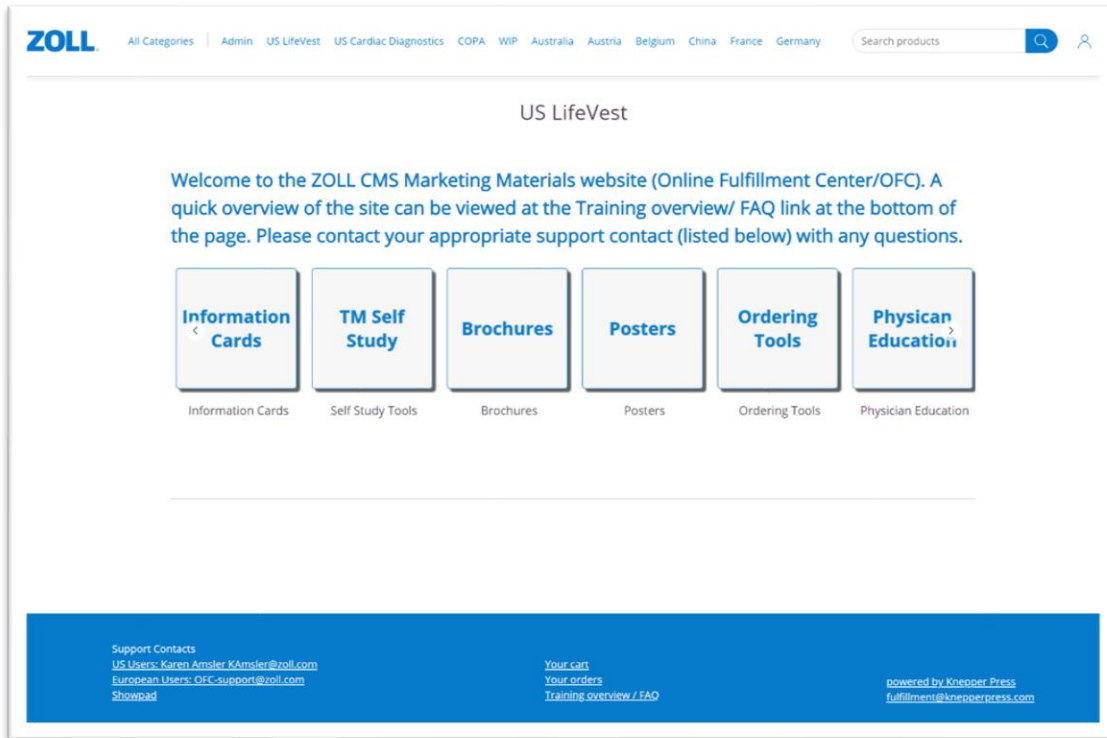 ZOLL
All Categories Admin US LifeVest US Cardiac Diagnostics COPA WIP Australia Austria Belgium China France Germany Search products
US LifeVest
Welcome to the ZOLL CMS Marketing Materials website (Online Fulfillment Center/OFC). A
quick overview of the site can be viewed at the Training overview/ FAQ link at the bottom of
the page. Please contact your appropriate support contact (listed below) with any questions.
Information
Cards
TM Self
Study
Brochures
Posters
Ordering
Tools
Physican
Education
Information Cards
Self Study Tools
Brochures
Posters
Ordering Tools
Physician Education
Support Contacts
US Users: Karen Amsler KAmsler@zoll.com
European Users: OFC-support@zoll.com
Showpad
Your cart
Your orders
Training overview / FAQ
powered by Knepper Press
fulfillment@knepperpress.com